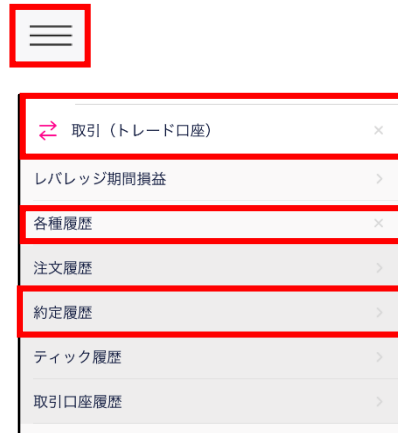 取引（トレード口座）
レバレッジ期間損益
各種履歴
注文履歴
約定履歴
ティック履歴
取引口座履歴